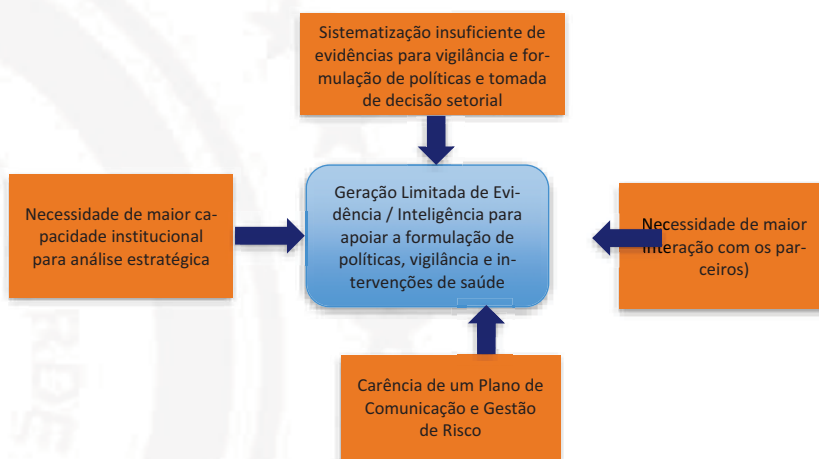 Sistematização insuficiente de
evidências para vigilância e for-
mulação de políticas e tomada
de decisão setorial
Necessidade de maior ca-
pacidade institucional
para análise estratégica
Geração Limitada de Evi-
dência / Inteligência para
apoiar a formulação de
políticas, vigilância e in-
tervenções de saúde
Necessidade de maior
interação com os par-
ceiros)
Carência de um Plano de
Comunicação e Gestão
de Risco